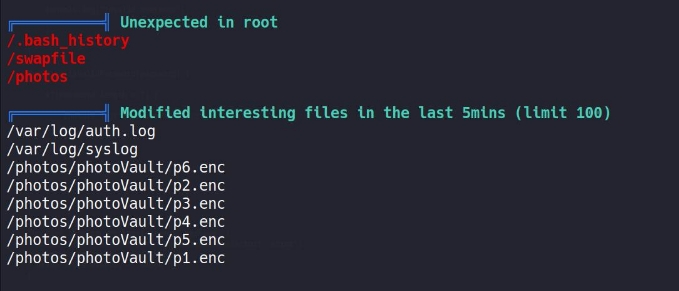 ╔══════════╣ Unexpected in root
/.bash_history
/swapfile
/photos
╔══════════╣ Modified interesting files in the last 5mins (limit 100)
/var/log/auth.log
/var/log/syslog
/photos/photoVault/p6.enc
/photos/photoVault/p2.enc
/photos/photoVault/p3.enc
/photos/photoVault/p4.enc
/photos/photoVault/p5.enc
/photos/photoVault/p1.enc